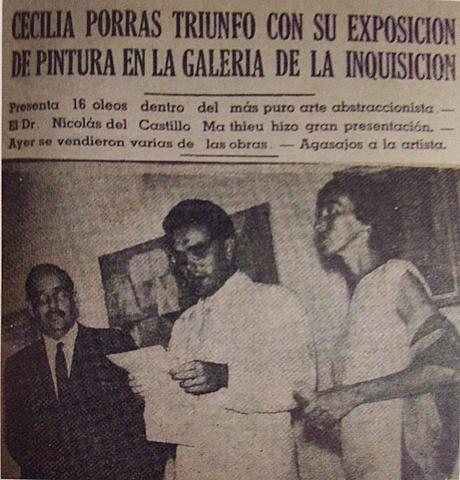 CECILIA PORRAS TRIUNFO CON SU EXPOSICION
DE PINTURA EN LA GALERIA DE LA INQUISICION
Presenta 16 oleos dentro del más puro arte abstraccionista. —
El Dr. Nicolás del Castillo Mathieu hizo gran presentación. —
Ayer se vendieron varias de las obras. — Agasajos a la artista.